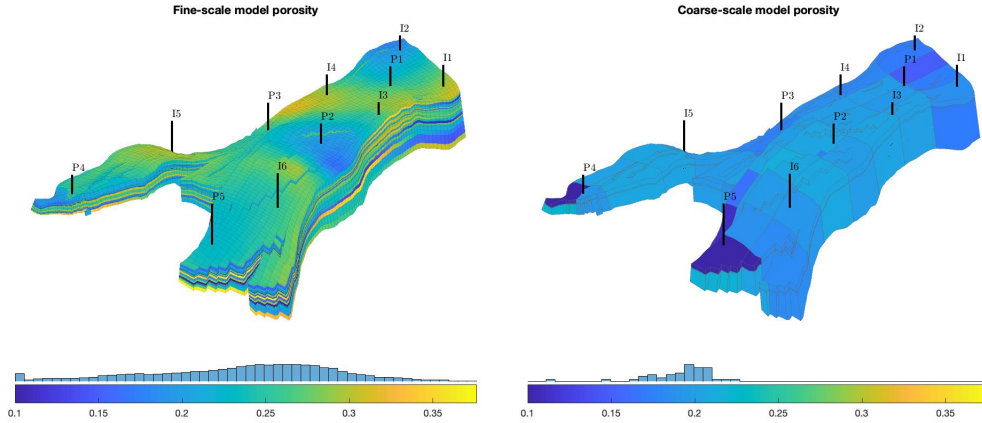 Fine-scale model porosity
I2
P1
I1
I4
I3
P3
P2
I5
I6
P4
P5
0.1 0.15 0.2 0.25 0.3 0.35
Coarse-scale model porosity
I2
P1
I1
I4
I3
P3
P2
I5
I6
P4
P5
0.1 0.15 0.2 0.25 0.3 0.35